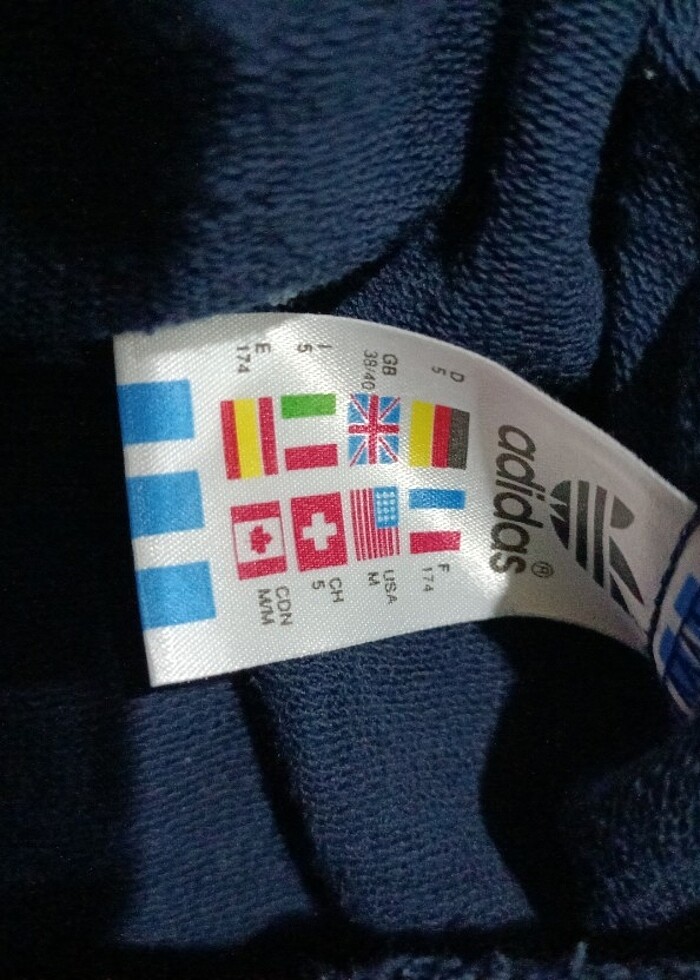 adidas®
D
5
F
174
GB
38/40
USA
M
I
5
CH
5
E
174
CDN
M/M